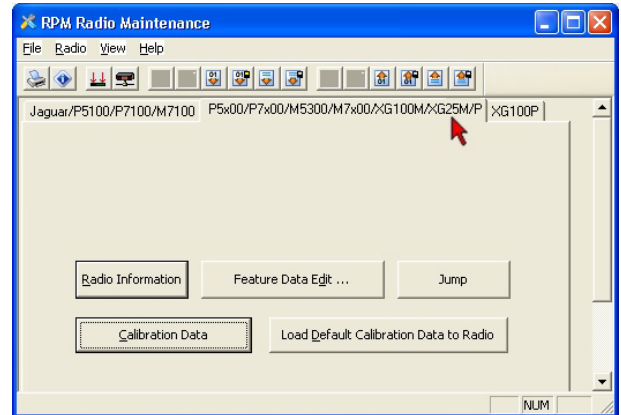 RPM Radio Maintenance
File Radio View Help
Jaguar/P5100/P7100/M7100 P5x00/P7x00/M5300/M7x00/XG100M/XG25M/P XG100P
Radio Information Feature Data Edit ... Jump
Calibration Data Load Default Calibration Data to Radio
NUM